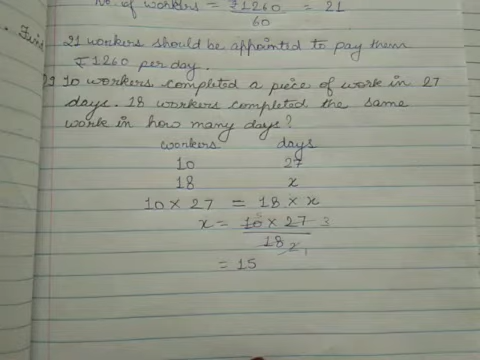 No. of workers = ₹1260 = 21
60
21 workers should be appointed to pay them
₹1260 per day.
10 workers completed a piece of work in 27
days. 18 workers completed the same
work in how many days?
workers days
10 27
18 x
10 × 27 = 18 × x
x = 10 × 27 3
18 2
= 15